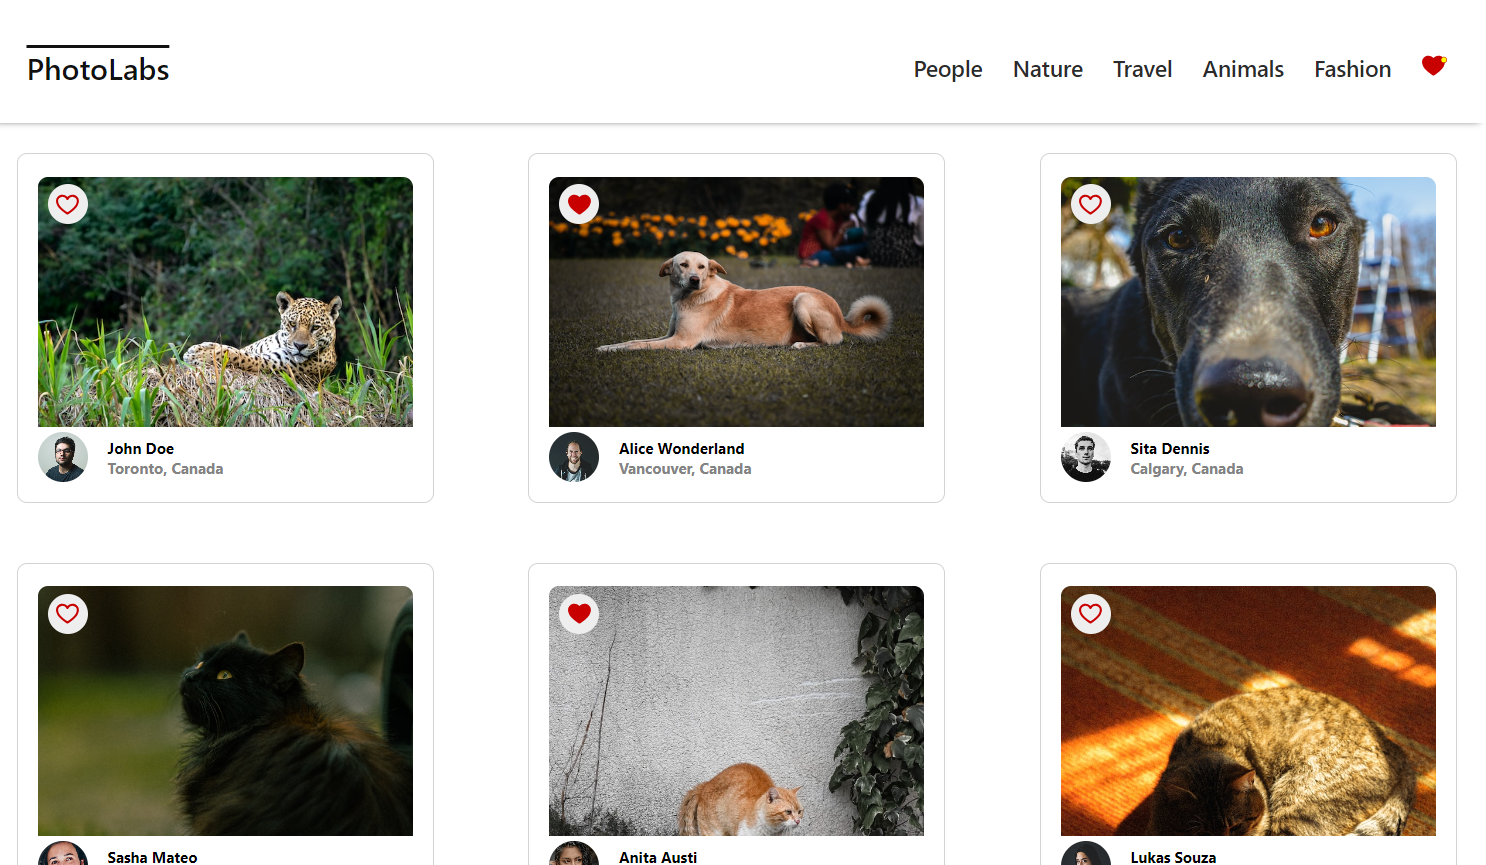 PhotoLabs
People
Nature
Travel
Animals
Fashion
John Doe
Toronto, Canada
Alice Wonderland
Vancouver, Canada
Sita Dennis
Calgary, Canada
Sasha Mateo
Anita Austi
Lukas Souza